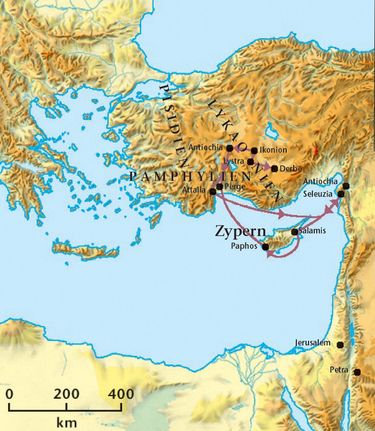 PISIDIEN
LYKAONIEN
Antiochia
Ikonion
Lystra
Derbe
PAMPHYLIEN
Antiochia
Perge
Attalia
Seleuzia
Zypern
Salamis
Paphos
Jerusalem
Petra
0 200 400
km